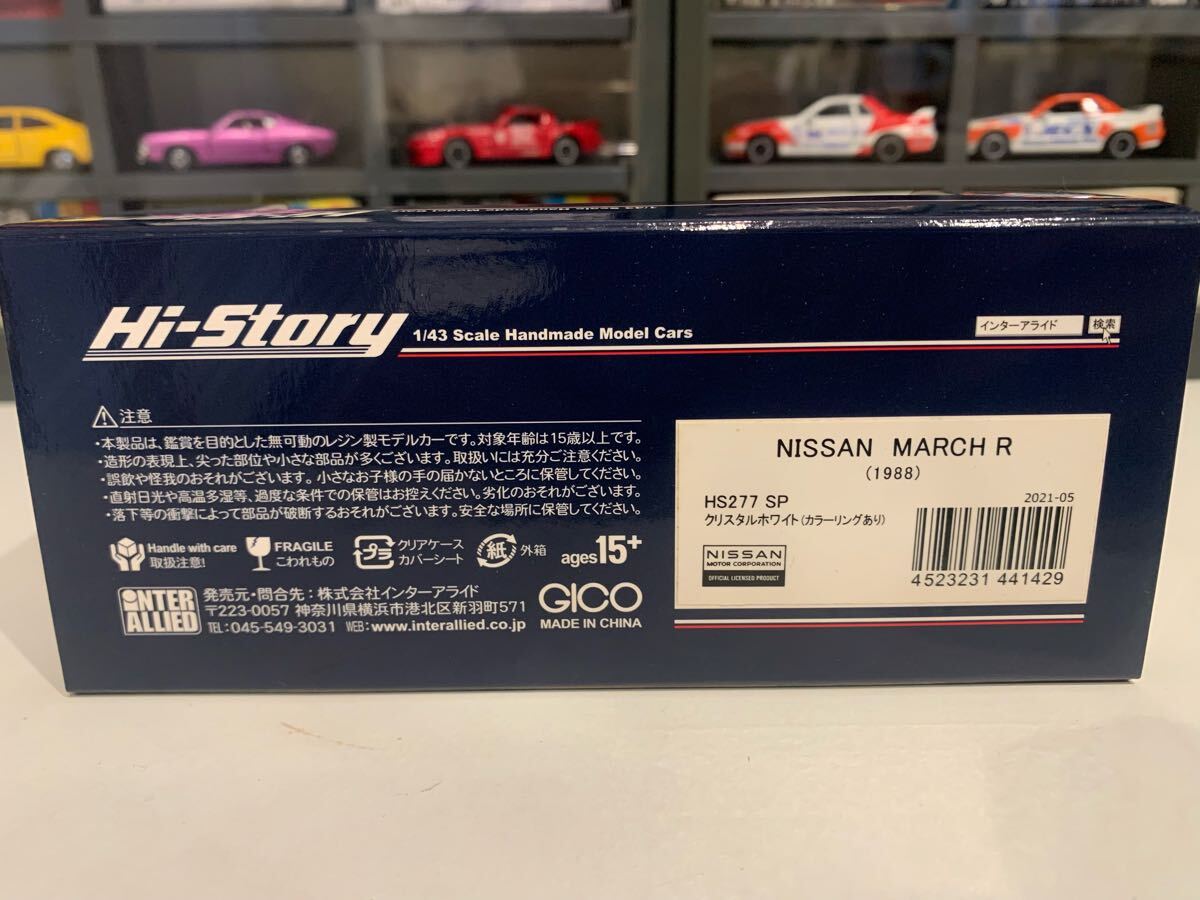 Hi-Story
1/43 Scale Handmade Model Cars
インターアライド 検索
注意
・本製品は、鑑賞を目的とした無可動のレジン製モデルカーです。対象年齢は15歳以上です。
・造形の表現上、尖った部位や小さな部品が多くございます。取扱いには充分ご注意ください。
・誤飲や怪我のおそれがございます。小さなお子様の手の届かないところに保管してください。
・直射日光や高温多湿等、過度な条件での保管はお控えください。劣化のおそれがございます。
・落下等の衝撃によって部品が破断するおそれがございます。安全な場所に保管してください。
Handle with care
取扱注意!
FRAGILE
こわれもの
プラ
クリアケース
カバーシート
紙
外箱
ages15+
INTER
ALLIED
発売元・問合先：株式会社インターアライド
〒223-0057 神奈川県横浜市港北区新羽町571
TEL:045-549-3031 WEB:www.interallied.co.jp
GICO
MADE IN CHINA
NISSAN MARCH R
(1988)
HS277 SP
2021-05
クリスタルホワイト(カラーリングあり)
NISSAN
MOTOR CORPORATION
OFFICIAL LICENSED PRODUCT
4523231 441429